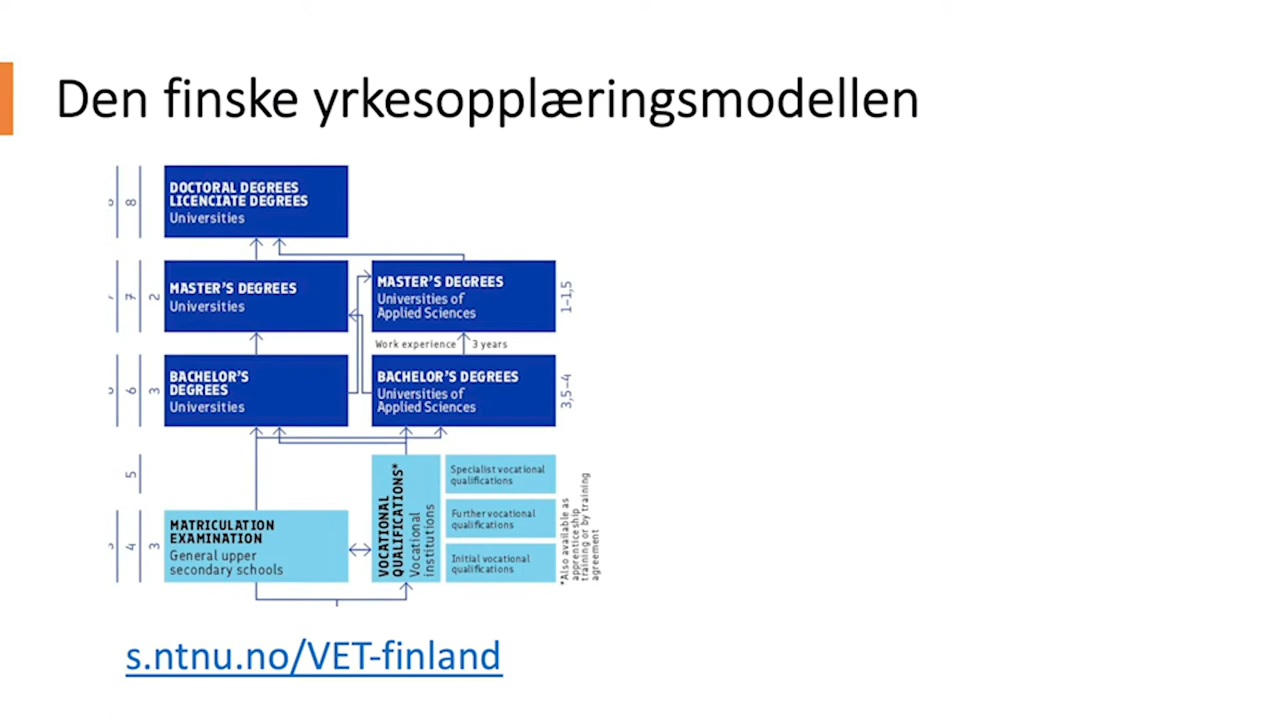 Den finske yrkesopplæringsmodellen
8
DOCTORAL DEGREES
LICENCIATE DEGREES
Universities
7
2
MASTER'S DEGREES
Universities
MASTER'S DEGREES
Universities of
Applied Sciences
1–1,5
Work experience
3 years
6
3
BACHELOR'S
DEGREES
Universities
BACHELOR'S DEGREES
Universities of
Applied Sciences
3,5–4
5
4
3
MATRICULATION
EXAMINATION
General upper
secondary schools
VOCATIONAL
QUALIFICATIONS*
Vocational
institutions
Specialist vocational
qualifications
Further vocational
qualifications
Initial vocational
qualifications
*Also available as
apprenticeship
training or by training
agreement
s.ntnu.no/VET-finland